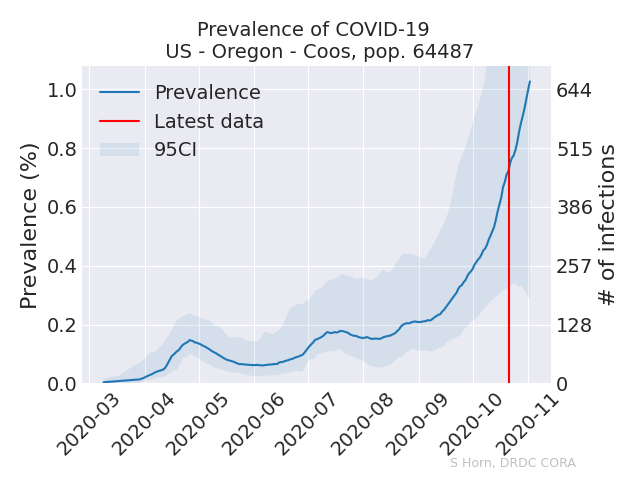 Prevalence of COVID-19
US - Oregon - Coos, pop. 64487
Prevalence
Latest data
95CI
Prevalence (%)
1.0
0.8
0.6
0.4
0.2
0.0
644
515
386
257
128
0
# of infections
2020-03
2020-04
2020-05
2020-06
2020-07
2020-08
2020-09
2020-10
2020-11
S Horn, DRDC CORA